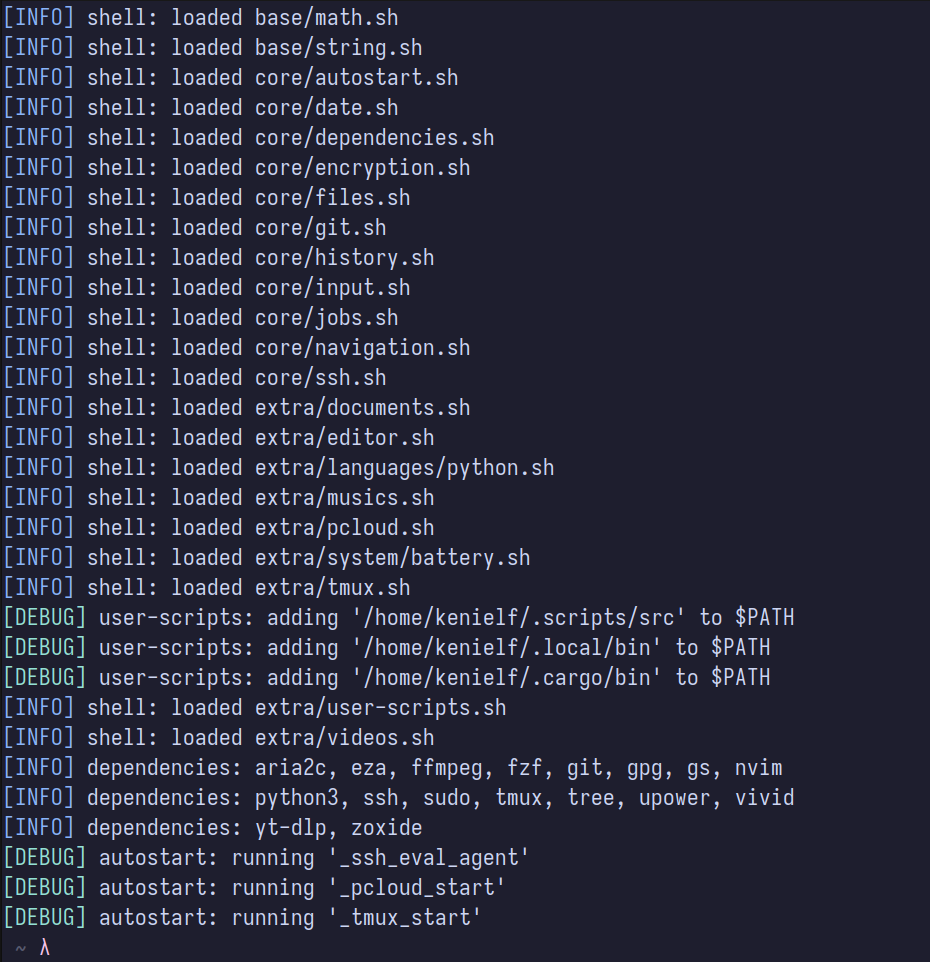 [INFO] shell: loaded base/math.sh
[INFO] shell: loaded base/string.sh
[INFO] shell: loaded core/autostart.sh
[INFO] shell: loaded core/date.sh
[INFO] shell: loaded core/dependencies.sh
[INFO] shell: loaded core/encryption.sh
[INFO] shell: loaded core/files.sh
[INFO] shell: loaded core/git.sh
[INFO] shell: loaded core/history.sh
[INFO] shell: loaded core/input.sh
[INFO] shell: loaded core/jobs.sh
[INFO] shell: loaded core/navigation.sh
[INFO] shell: loaded core/ssh.sh
[INFO] shell: loaded extra/documents.sh
[INFO] shell: loaded extra/editor.sh
[INFO] shell: loaded extra/languages/python.sh
[INFO] shell: loaded extra/musics.sh
[INFO] shell: loaded extra/pcloud.sh
[INFO] shell: loaded extra/system/battery.sh
[INFO] shell: loaded extra/tmux.sh
[DEBUG] user-scripts: adding '/home/kenielf/.scripts/src' to $PATH
[DEBUG] user-scripts: adding '/home/kenielf/.local/bin' to $PATH
[DEBUG] user-scripts: adding '/home/kenielf/.cargo/bin' to $PATH
[INFO] shell: loaded extra/user-scripts.sh
[INFO] shell: loaded extra/videos.sh
[INFO] dependencies: aria2c, eza, ffmpeg, fzf, git, gpg, gs, nvim
[INFO] dependencies: python3, ssh, sudo, tmux, tree, upower, vivid
[INFO] dependencies: yt-dlp, zoxide
[DEBUG] autostart: running '_ssh_eval_agent'
[DEBUG] autostart: running '_pcloud_start'
[DEBUG] autostart: running '_tmux_start'
~ λ